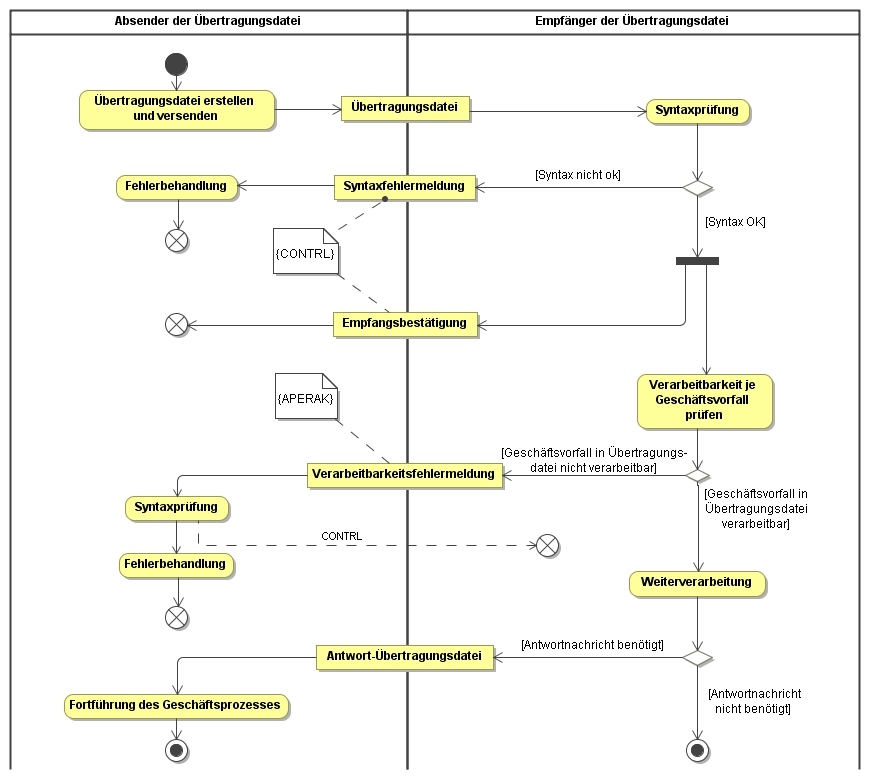 Absender der Übertragungsdatei
Empfänger der Übertragungsdatei
Übertragungsdatei erstellen
und versenden
Übertragungsdatei
Syntaxprüfung
Fehlerbehandlung
Syntaxfehlermeldung
[Syntax nicht ok]
[Syntax OK]
{CONTRL}
Empfangsbestätigung
Verarbeitbarkeit je
Geschäftsvorfall
prüfen
{APERAK}
[Geschäftsvorfall in Übertragungs-
datei nicht verarbeitbar]
Verarbeitbarkeitsfehlermeldung
[Geschäftsvorfall in
Übertragungsdatei
verarbeitbar]
Syntaxprüfung
CONTRL
Fehlerbehandlung
Weiterverarbeitung
Antwort-Übertragungsdatei
[Antwortnachricht benötigt]
[Antwortnachricht
nicht benötigt]
Fortführung des Geschäftsprozesses